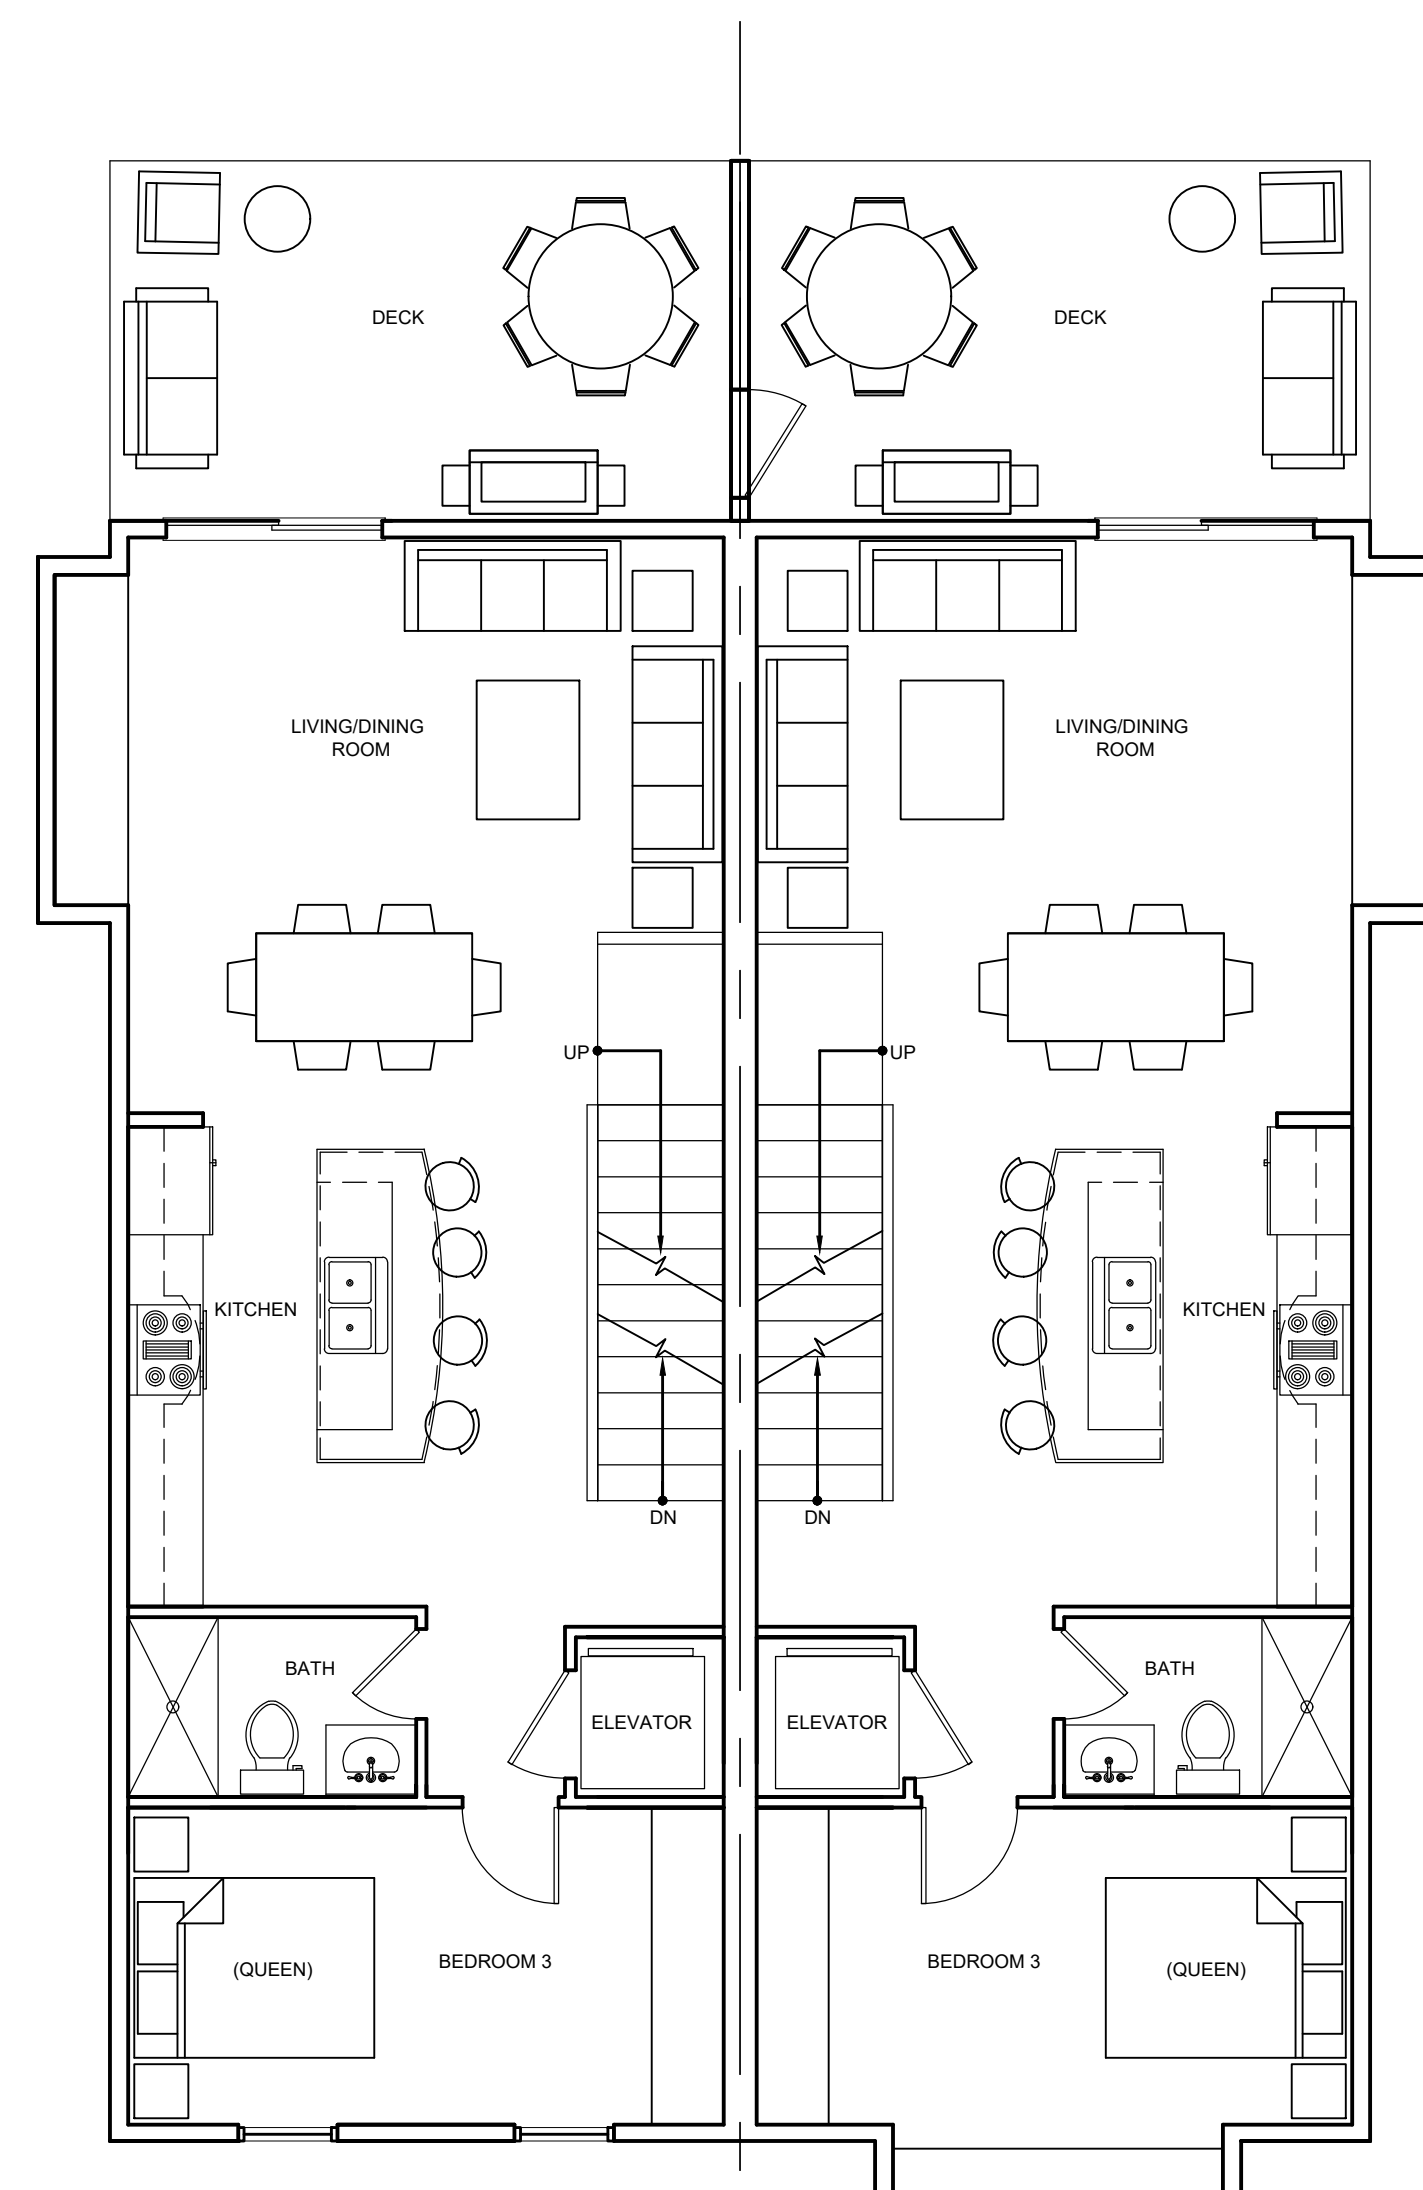 DECK
DECK
LIVING/DINING
ROOM
LIVING/DINING
ROOM
UP
UP
KITCHEN
KITCHEN
DN
DN
BATH
BATH
ELEVATOR
ELEVATOR
BEDROOM 3
BEDROOM 3
(QUEEN)
(QUEEN)